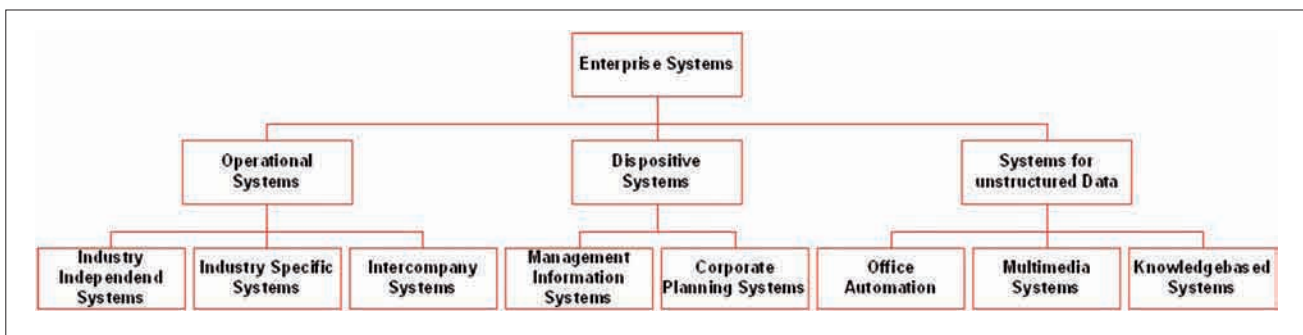 Enterprise Systems
Operational
Systems
Dispositive
Systems
Systems for
unstructured Data
Industry
Independend
Systems
Industry Specific
Systems
Intercompany
Systems
Management
Information
Systems
Corporate
Planning Systems
Office
Automation
Multimedia
Systems
Knowledgebased
Systems